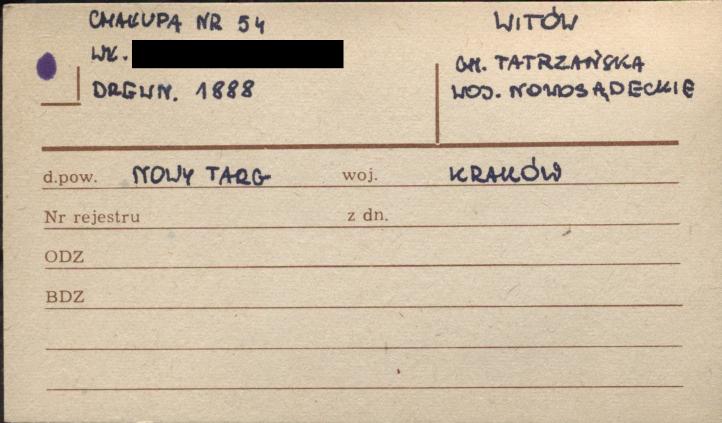 CHAŁUPA NR 54
WŁ.
DREWN. 1888
WITÓW
GM. TATRZAŃSKA
WOJ. NOWOSĄDECKIE
d.pow. NOWY TARG woj. KRAKÓW
Nr rejestru z dn.
ODZ
BDZ